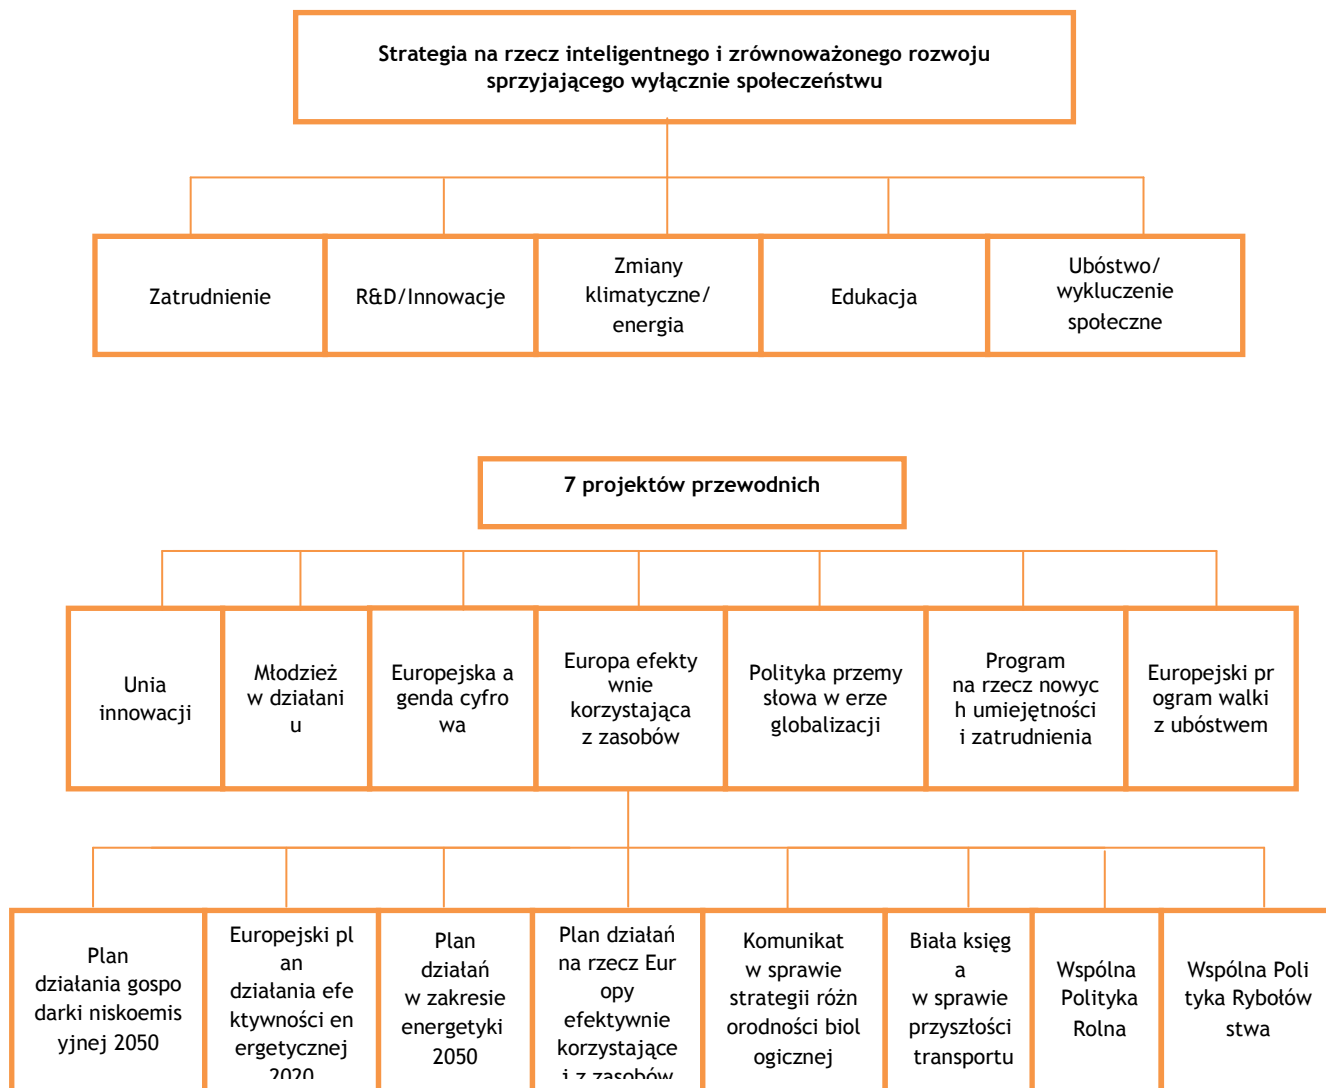 Strategia na rzecz inteligentnego i zrównoważonego rozwoju
sprzyjającego wyłącznie społeczeństwu
Zatrudnienie
R&D/Innowacje
Zmiany
klimatyczne/
energia
Edukacja
Ubóstwo/
wykluczenie
społeczne
7 projektów przewodnich
Unia
innowacji
Młodzież
w działani
u
Europejska a
genda cyfro
wa
Europa efekty
wnie
korzystająca
z zasobów
Polityka przemy
słowa w erze
globalizacji
Program
na rzecz nowyc
h umiejętności
i zatrudnienia
Europejski pr
ogram walki
z ubóstwem
Plan
działania gospo
darki niskoemis
yjnej 2050
Europejski pl
an
działania efe
ktywności en
ergetycznej
2020
Plan
działań
w zakresie
energetyki
2050
Plan działań
na rzecz Eur
opy
efektywnie
korzystające
j z zasobów
Komunikat
w sprawie
strategii różn
orodności biol
ogicznej
Biała księg
a
w sprawie
przyszłości
transportu
Wspólna
Polityka
Rolna
Wspólna Poli
tyka Rybołów
stwa